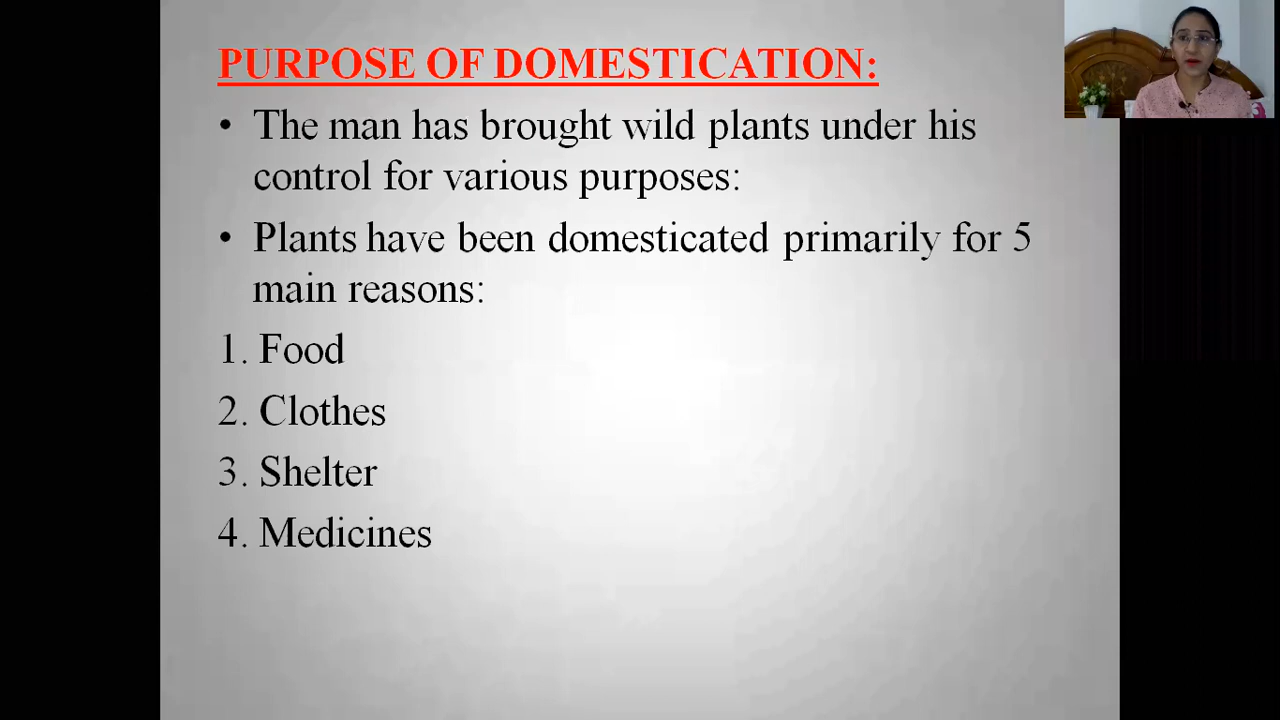 PURPOSE OF DOMESTICATION:
• The man has brought wild plants under his
control for various purposes:
• Plants have been domesticated primarily for 5
main reasons:
1. Food
2. Clothes
3. Shelter
4. Medicines